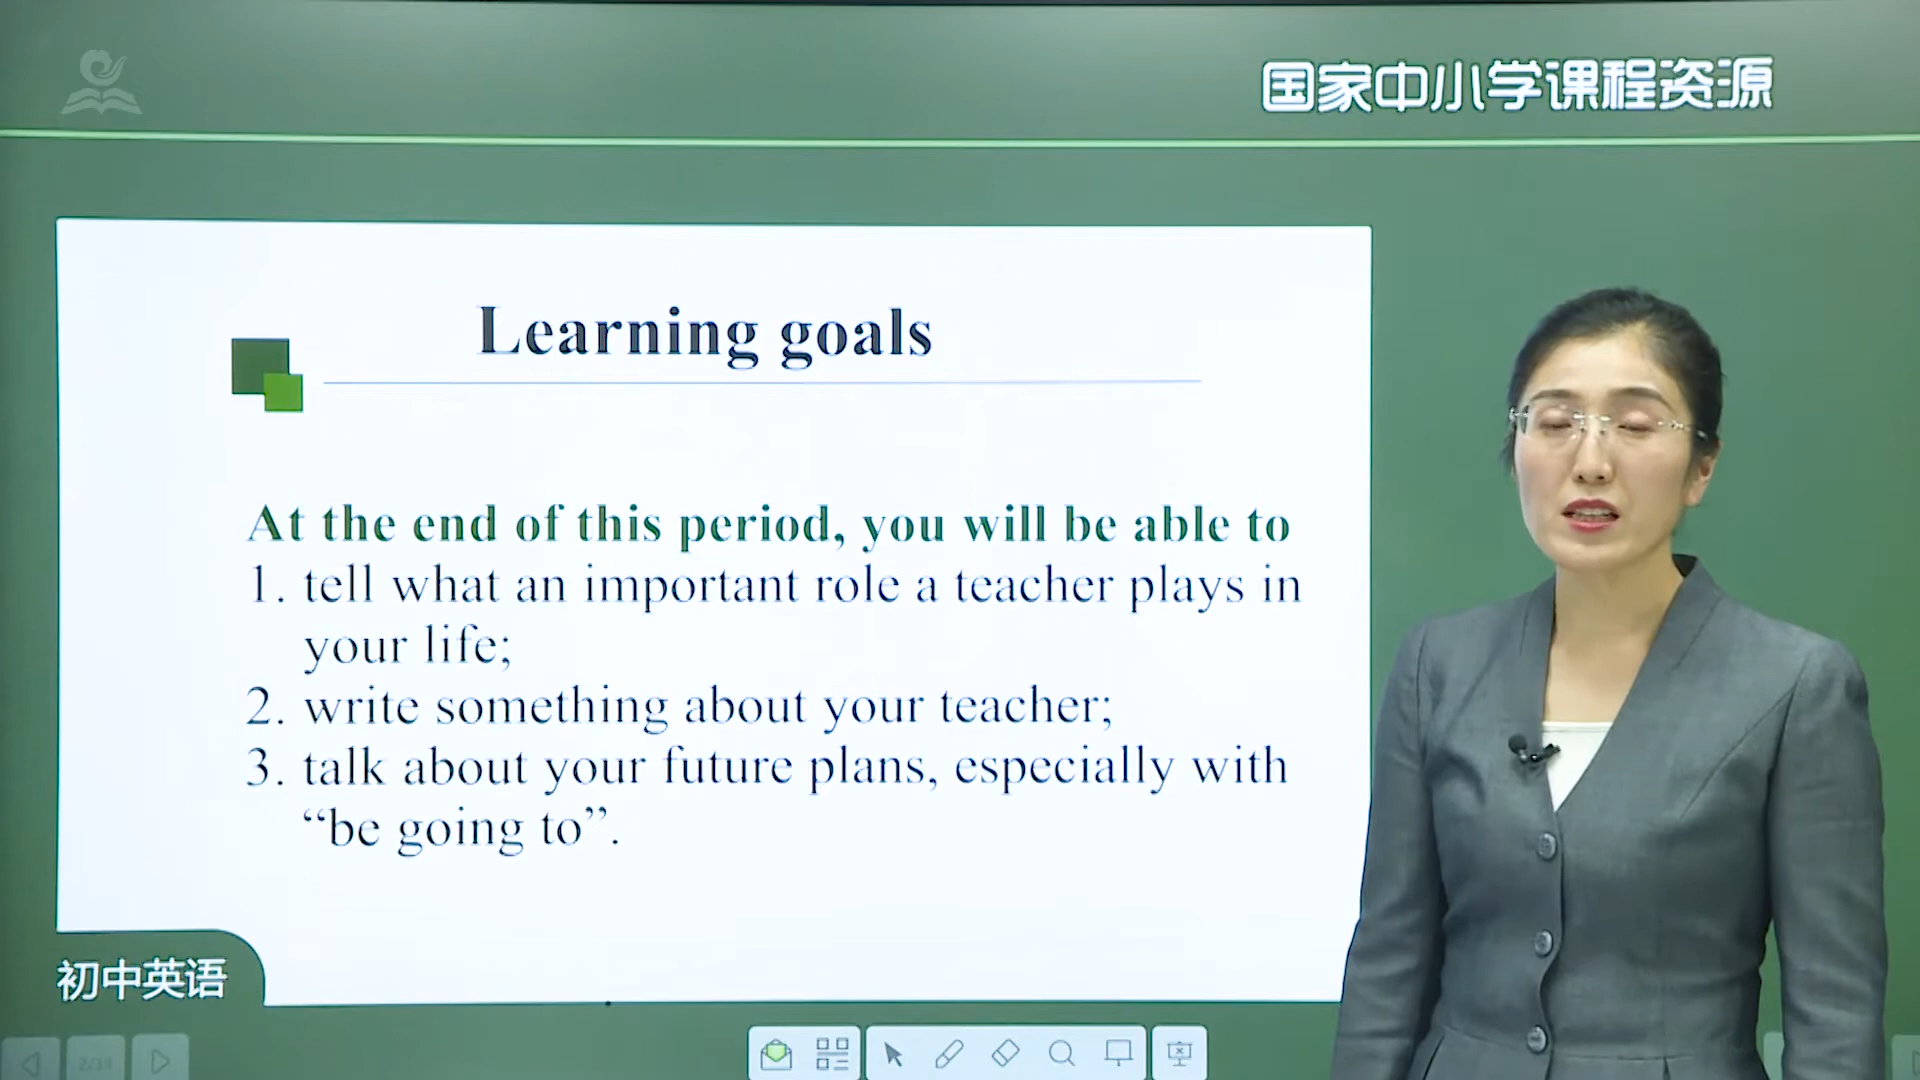 国家中小学课程资源
Learning goals
At the end of this period, you will be able to
1. tell what an important role a teacher plays in
your life;
2. write something about your teacher;
3. talk about your future plans, especially with
“be going to”.
初中英语
2/39